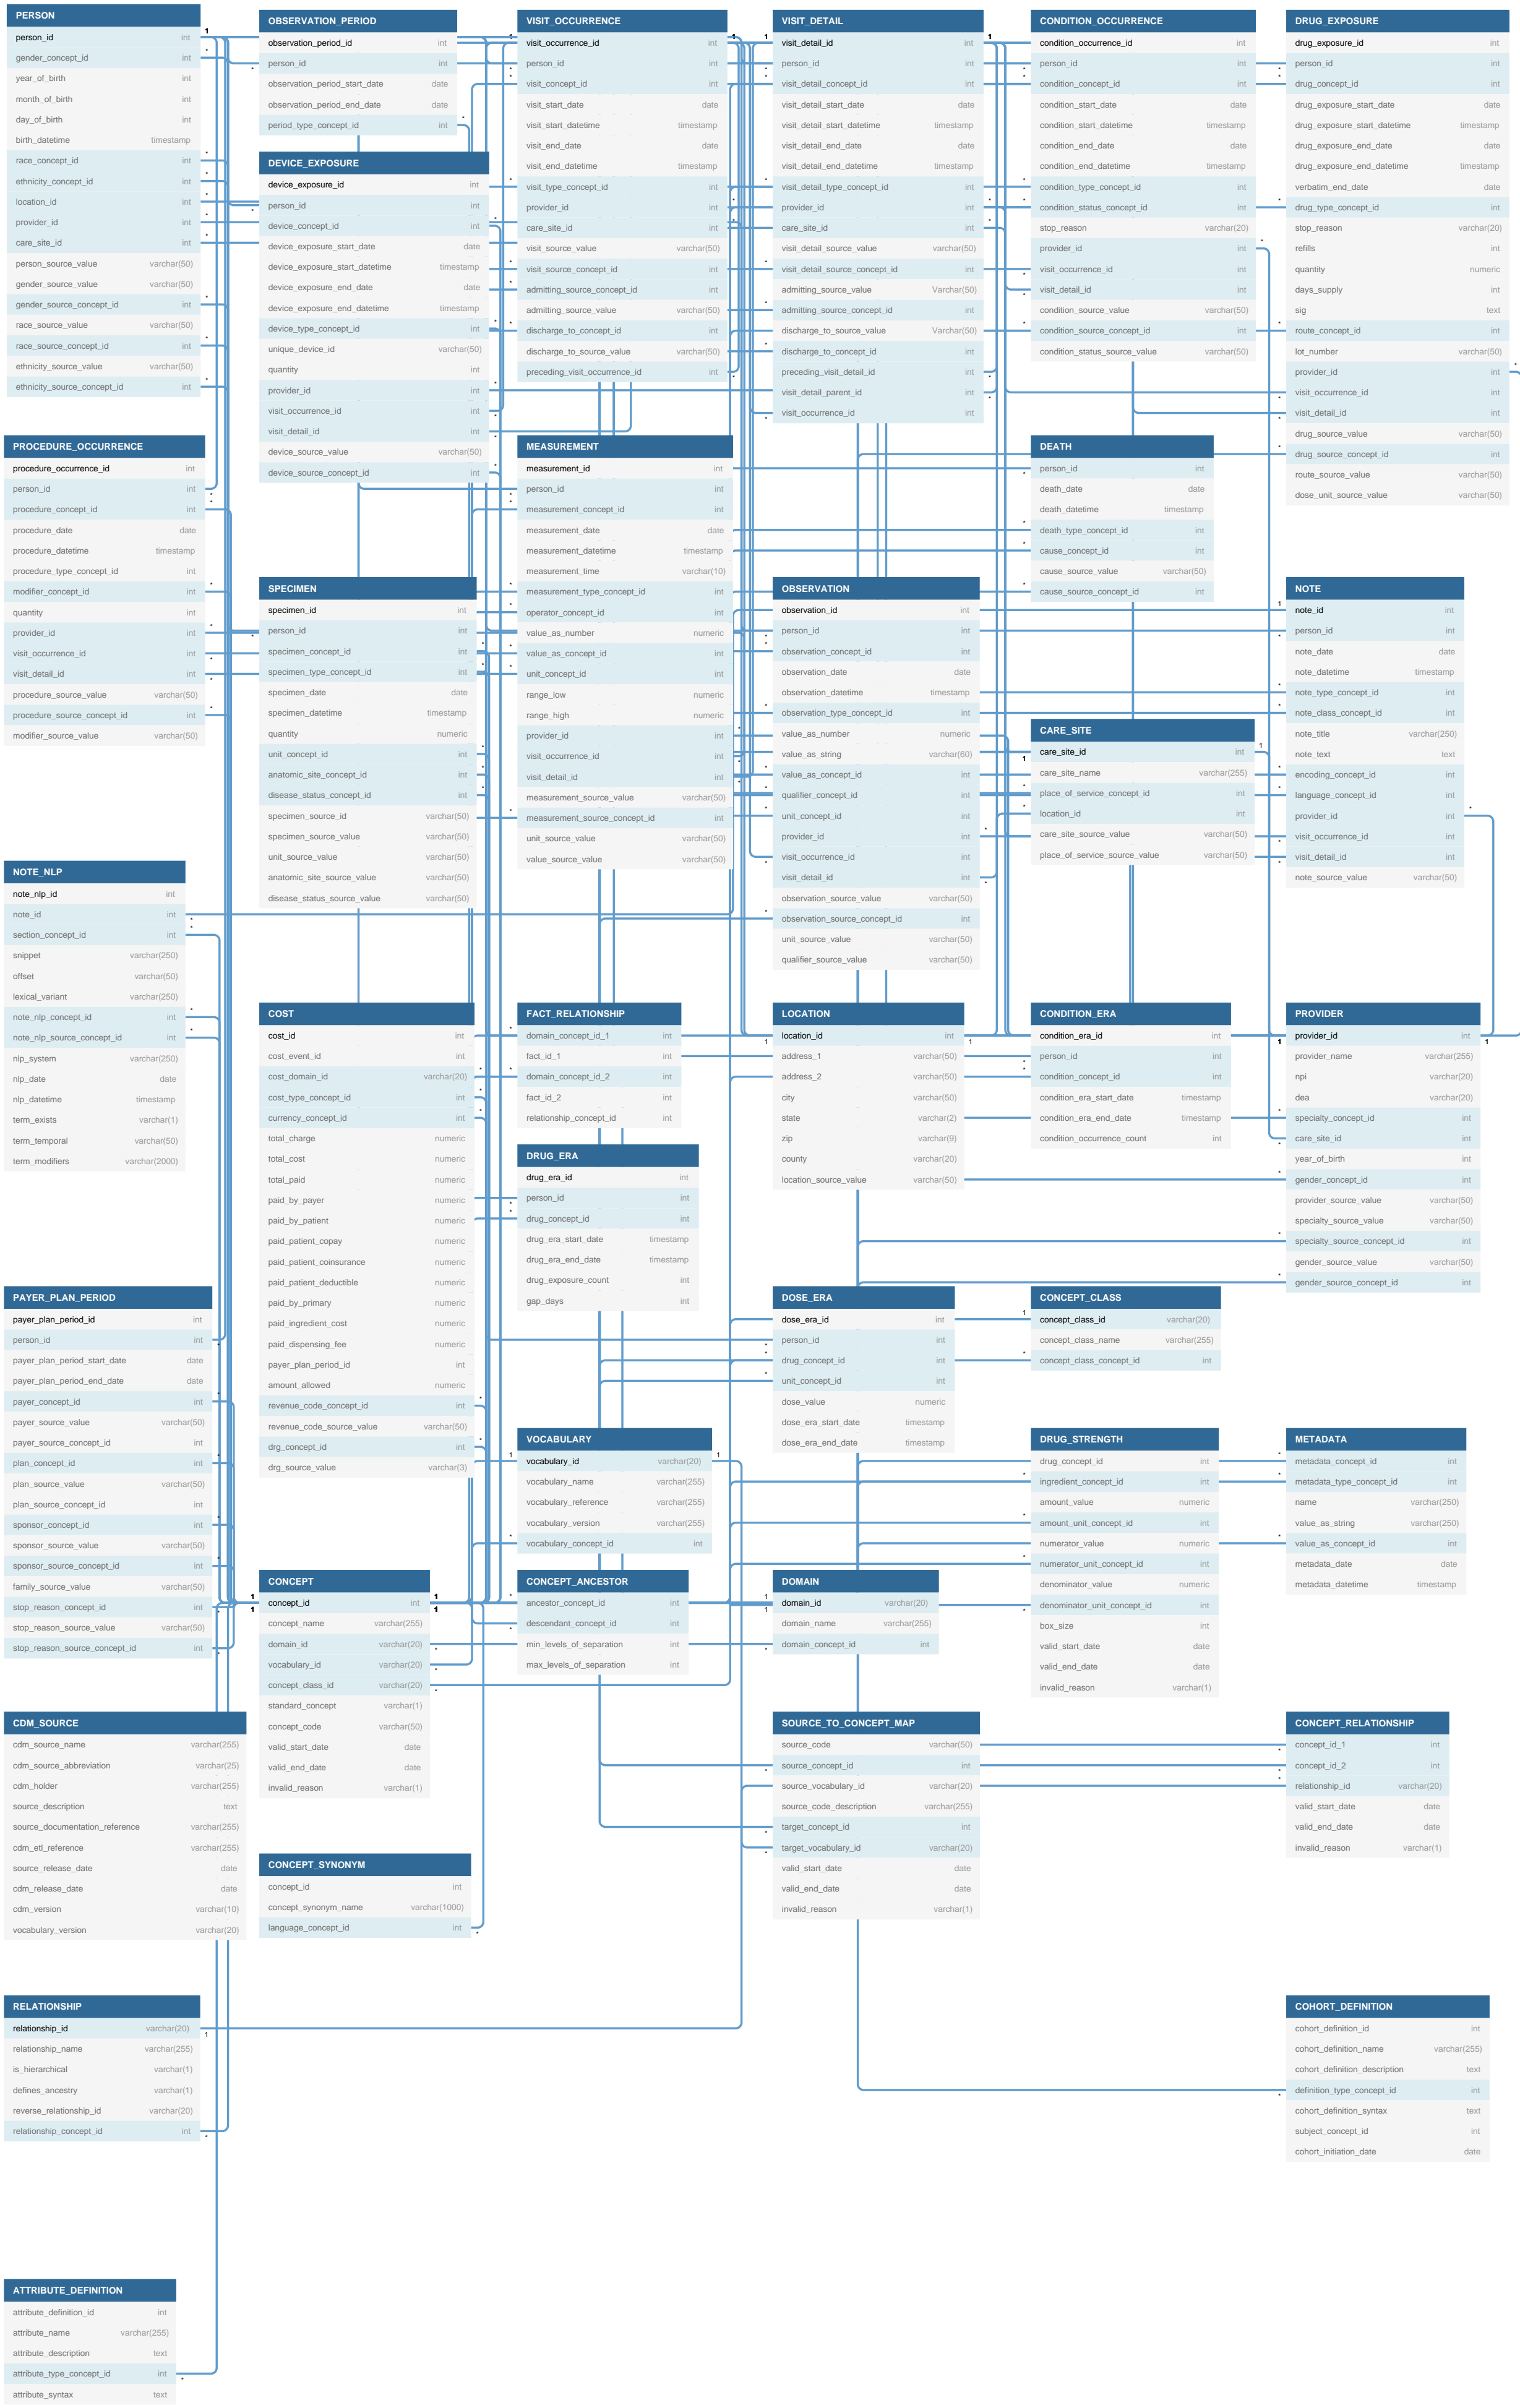 PERSON
person_id int
gender_concept_id int
year_of_birth int
month_of_birth int
day_of_birth int
birth_datetime timestamp
race_concept_id int
ethnicity_concept_id int
location_id int
provider_id int
care_site_id int
person_source_value varchar(50)
gender_source_value varchar(50)
gender_source_concept_id int
race_source_value varchar(50)
race_source_concept_id int
ethnicity_source_value varchar(50)
ethnicity_source_concept_id int
OBSERVATION_PERIOD
observation_period_id int
person_id int
observation_period_start_date date
observation_period_end_date date
period_type_concept_id int
DEVICE_EXPOSURE
device_exposure_id int
person_id int
device_concept_id int
device_exposure_start_date date
device_exposure_start_datetime timestamp
device_exposure_end_date date
device_exposure_end_datetime timestamp
device_type_concept_id int
unique_device_id varchar(50)
quantity int
provider_id int
visit_occurrence_id int
visit_detail_id int
device_source_value varchar(50)
device_source_concept_id int
VISIT_OCCURRENCE
visit_occurrence_id int
person_id int
visit_concept_id int
visit_start_date date
visit_start_datetime timestamp
visit_end_date date
visit_end_datetime timestamp
visit_type_concept_id int
provider_id int
care_site_id int
visit_source_value varchar(50)
visit_source_concept_id int
admitting_source_concept_id int
admitting_source_value varchar(50)
discharge_to_concept_id int
discharge_to_source_value varchar(50)
preceding_visit_occurrence_id int
VISIT_DETAIL
visit_detail_id int
person_id int
visit_detail_concept_id int
visit_detail_start_date date
visit_detail_start_datetime timestamp
visit_detail_end_date date
visit_detail_end_datetime timestamp
visit_detail_type_concept_id int
provider_id int
care_site_id int
visit_detail_source_value varchar(50)
visit_detail_source_concept_id int
admitting_source_value Varchar(50)
admitting_source_concept_id int
discharge_to_source_value Varchar(50)
discharge_to_concept_id int
preceding_visit_detail_id int
visit_detail_parent_id int
visit_occurrence_id int
CONDITION_OCCURRENCE
condition_occurrence_id int
person_id int
condition_concept_id int
condition_start_date date
condition_start_datetime timestamp
condition_end_date date
condition_end_datetime timestamp
condition_type_concept_id int
condition_status_concept_id int
stop_reason varchar(20)
provider_id int
visit_occurrence_id int
visit_detail_id int
condition_source_value varchar(50)
condition_source_concept_id int
condition_status_source_value varchar(50)
DRUG_EXPOSURE
drug_exposure_id int
person_id int
drug_concept_id int
drug_exposure_start_date date
drug_exposure_start_datetime timestamp
drug_exposure_end_date date
drug_exposure_end_datetime timestamp
verbatim_end_date date
drug_type_concept_id int
stop_reason varchar(20)
refills int
quantity numeric
days_supply int
sig text
route_concept_id int
lot_number varchar(50)
provider_id int
visit_occurrence_id int
visit_detail_id int
drug_source_value varchar(50)
drug_source_concept_id int
route_source_value varchar(50)
dose_unit_source_value varchar(50)
PROCEDURE_OCCURRENCE
procedure_occurrence_id int
person_id int
procedure_concept_id int
procedure_date date
procedure_datetime timestamp
procedure_type_concept_id int
modifier_concept_id int
quantity int
provider_id int
visit_occurrence_id int
visit_detail_id int
procedure_source_value varchar(50)
procedure_source_concept_id int
modifier_source_value varchar(50)
SPECIMEN
specimen_id int
person_id int
specimen_concept_id int
specimen_type_concept_id int
specimen_date date
specimen_datetime timestamp
quantity numeric
unit_concept_id int
anatomic_site_concept_id int
disease_status_concept_id int
specimen_source_id varchar(50)
specimen_source_value varchar(50)
unit_source_value varchar(50)
anatomic_site_source_value varchar(50)
disease_status_source_value varchar(50)
MEASUREMENT
measurement_id int
person_id int
measurement_concept_id int
measurement_date date
measurement_datetime timestamp
measurement_time varchar(10)
measurement_type_concept_id int
operator_concept_id int
value_as_number numeric
value_as_concept_id int
unit_concept_id int
range_low numeric
range_high numeric
provider_id int
visit_occurrence_id int
visit_detail_id int
measurement_source_value varchar(50)
measurement_source_concept_id int
unit_source_value varchar(50)
value_source_value varchar(50)
OBSERVATION
observation_id int
person_id int
observation_concept_id int
observation_date date
observation_datetime timestamp
observation_type_concept_id int
value_as_number numeric
value_as_string varchar(60)
value_as_concept_id int
qualifier_concept_id int
unit_concept_id int
provider_id int
visit_occurrence_id int
visit_detail_id int
observation_source_value varchar(50)
observation_source_concept_id int
unit_source_value varchar(50)
qualifier_source_value varchar(50)
DEATH
person_id int
death_date date
death_datetime timestamp
death_type_concept_id int
cause_concept_id int
cause_source_value varchar(50)
cause_source_concept_id int
CARE_SITE
care_site_id int
care_site_name varchar(255)
place_of_service_concept_id int
location_id int
care_site_source_value varchar(50)
place_of_service_source_value varchar(50)
NOTE
note_id int
person_id int
note_date date
note_datetime timestamp
note_type_concept_id int
note_class_concept_id int
note_title varchar(250)
note_text text
encoding_concept_id int
language_concept_id int
provider_id int
visit_occurrence_id int
visit_detail_id int
note_source_value varchar(50)
NOTE_NLP
note_nlp_id int
note_id int
section_concept_id int
snippet varchar(250)
offset varchar(50)
lexical_variant varchar(250)
note_nlp_concept_id int
note_nlp_source_concept_id int
nlp_system varchar(250)
nlp_date date
nlp_datetime timestamp
term_exists varchar(1)
term_temporal varchar(50)
term_modifiers varchar(2000)
COST
cost_id int
cost_event_id int
cost_domain_id varchar(20)
cost_type_concept_id int
currency_concept_id int
total_charge numeric
total_cost numeric
total_paid numeric
paid_by_payer numeric
paid_by_patient numeric
paid_patient_copay numeric
paid_patient_coinsurance numeric
paid_patient_deductible numeric
paid_by_primary numeric
paid_ingredient_cost numeric
paid_dispensing_fee numeric
payer_plan_period_id int
amount_allowed numeric
revenue_code_concept_id int
revenue_code_source_value varchar(50)
drg_concept_id int
drg_source_value varchar(3)
FACT_RELATIONSHIP
domain_concept_id_1 int
fact_id_1 int
domain_concept_id_2 int
fact_id_2 int
relationship_concept_id int
DRUG_ERA
drug_era_id int
person_id int
drug_concept_id int
drug_era_start_date timestamp
drug_era_end_date timestamp
drug_exposure_count int
gap_days int
LOCATION
location_id int
address_1 varchar(50)
address_2 varchar(50)
city varchar(50)
state varchar(2)
zip varchar(9)
county varchar(20)
location_source_value varchar(50)
CONDITION_ERA
condition_era_id int
person_id int
condition_concept_id int
condition_era_start_date timestamp
condition_era_end_date timestamp
condition_occurrence_count int
PROVIDER
provider_id int
provider_name varchar(255)
npi varchar(20)
dea varchar(20)
specialty_concept_id int
care_site_id int
year_of_birth int
gender_concept_id int
provider_source_value varchar(50)
specialty_source_value varchar(50)
specialty_source_concept_id int
gender_source_value varchar(50)
gender_source_concept_id int
PAYER_PLAN_PERIOD
payer_plan_period_id int
person_id int
payer_plan_period_start_date date
payer_plan_period_end_date date
payer_concept_id int
payer_source_value varchar(50)
payer_source_concept_id int
plan_concept_id int
plan_source_value varchar(50)
plan_source_concept_id int
sponsor_concept_id int
sponsor_source_value varchar(50)
sponsor_source_concept_id int
family_source_value varchar(50)
stop_reason_concept_id int
stop_reason_source_value varchar(50)
stop_reason_source_concept_id int
DOSE_ERA
dose_era_id int
person_id int
drug_concept_id int
unit_concept_id int
dose_value numeric
dose_era_start_date timestamp
dose_era_end_date timestamp
CONCEPT_CLASS
concept_class_id varchar(20)
concept_class_name varchar(255)
concept_class_concept_id int
VOCABULARY
vocabulary_id varchar(20)
vocabulary_name varchar(255)
vocabulary_reference varchar(255)
vocabulary_version varchar(255)
vocabulary_concept_id int
DRUG_STRENGTH
drug_concept_id int
ingredient_concept_id int
amount_value numeric
amount_unit_concept_id int
numerator_value numeric
numerator_unit_concept_id int
denominator_value numeric
denominator_unit_concept_id int
box_size int
valid_start_date date
valid_end_date date
invalid_reason varchar(1)
METADATA
metadata_concept_id int
metadata_type_concept_id int
name varchar(250)
value_as_string varchar(250)
value_as_concept_id int
metadata_date date
metadata_datetime timestamp
CONCEPT
concept_id int
concept_name varchar(255)
domain_id varchar(20)
vocabulary_id varchar(20)
concept_class_id varchar(20)
standard_concept varchar(1)
concept_code varchar(50)
valid_start_date date
valid_end_date date
invalid_reason varchar(1)
CONCEPT_ANCESTOR
ancestor_concept_id int
descendant_concept_id int
min_levels_of_separation int
max_levels_of_separation int
DOMAIN
domain_id varchar(20)
domain_name varchar(255)
domain_concept_id int
CDM_SOURCE
cdm_source_name varchar(255)
cdm_source_abbreviation varchar(25)
cdm_holder varchar(255)
source_description text
source_documentation_reference varchar(255)
cdm_etl_reference varchar(255)
source_release_date date
cdm_release_date date
cdm_version varchar(10)
vocabulary_version varchar(20)
SOURCE_TO_CONCEPT_MAP
source_code varchar(50)
source_concept_id int
source_vocabulary_id varchar(20)
source_code_description varchar(255)
target_concept_id int
target_vocabulary_id varchar(20)
valid_start_date date
valid_end_date date
invalid_reason varchar(1)
CONCEPT_RELATIONSHIP
concept_id_1 int
concept_id_2 int
relationship_id varchar(20)
valid_start_date date
valid_end_date date
invalid_reason varchar(1)
CONCEPT_SYNONYM
concept_id int
concept_synonym_name varchar(1000)
language_concept_id int
RELATIONSHIP
relationship_id varchar(20)
relationship_name varchar(255)
is_hierarchical varchar(1)
defines_ancestry varchar(1)
reverse_relationship_id varchar(20)
relationship_concept_id int
COHORT_DEFINITION
cohort_definition_id int
cohort_definition_name varchar(255)
cohort_definition_description text
definition_type_concept_id int
cohort_definition_syntax text
subject_concept_id int
cohort_initiation_date date
ATTRIBUTE_DEFINITION
attribute_definition_id int
attribute_name varchar(255)
attribute_description text
attribute_type_concept_id int
attribute_syntax text